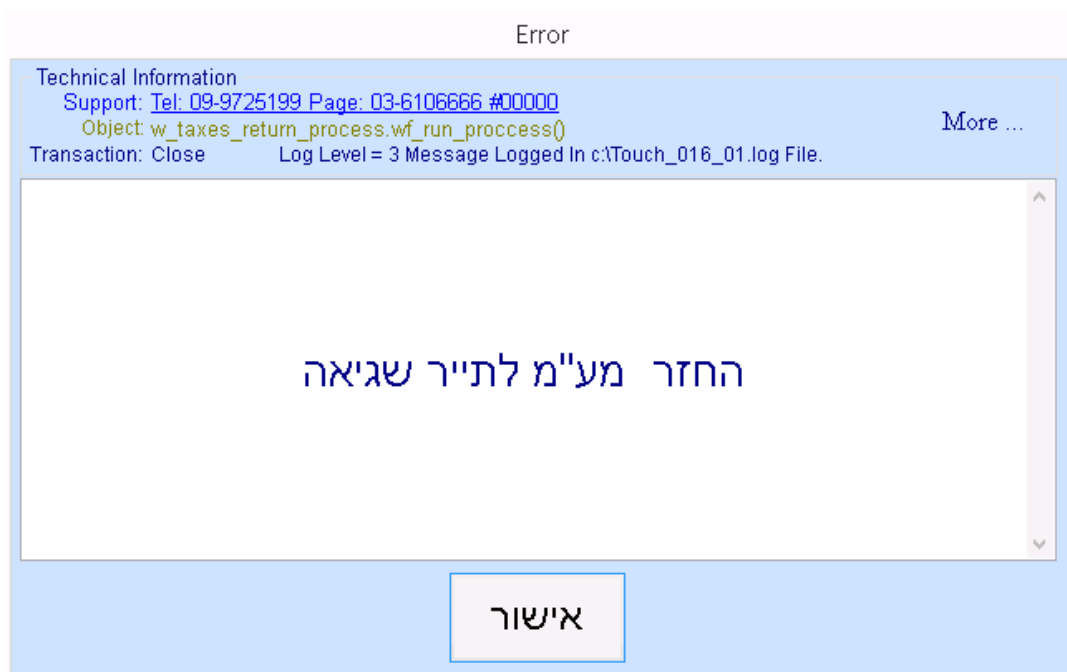 Error
Technical Information
Support: Tel: 09-9725199 Page: 03-6106666 #00000
Object: w_taxes_return_process.wf_run_proccess()
More ...
Transaction: Close Log Level = 3 Message Logged In c:\Touch_016_01.log File.
החזר מע"מ לתייר שגיאה
אישור